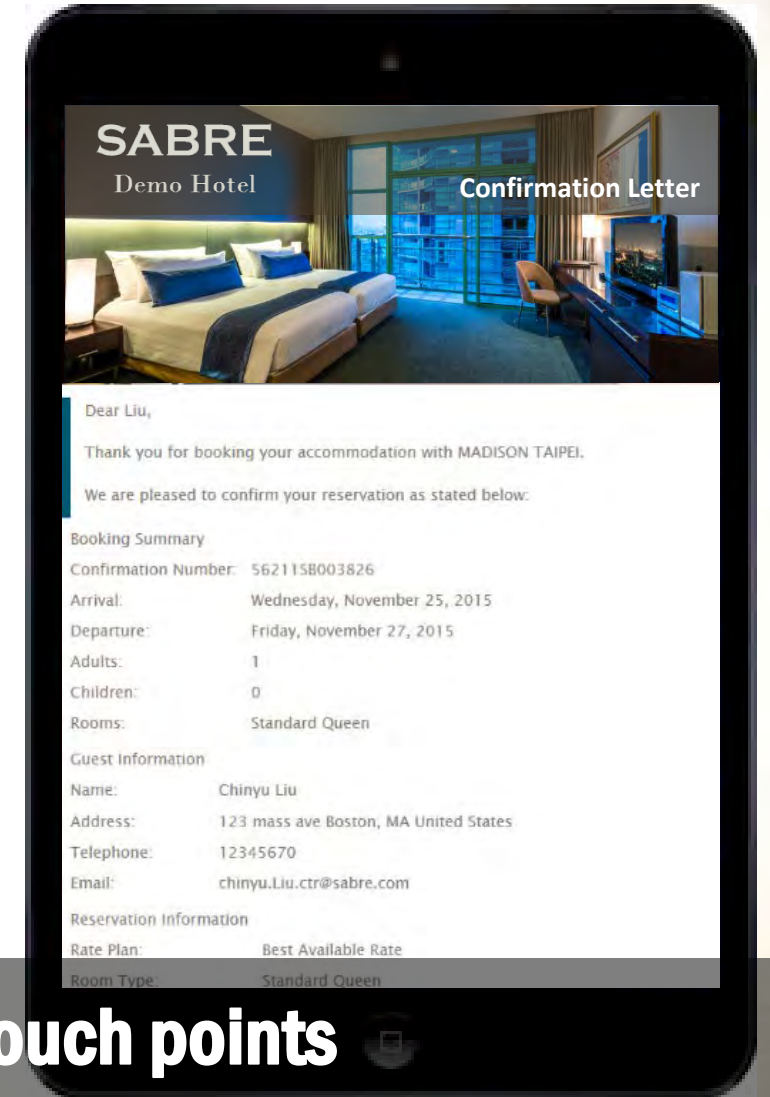 SABRE
Demo Hotel
Confirmation Letter
Dear Liu,
Thank you for booking your accommodation with MADISON TAIPEI.
We are pleased to confirm your reservation as stated below:
Booking Summary
Confirmation Number: 56211SB003826
Arrival: Wednesday, November 25, 2015
Departure: Friday, November 27, 2015
Adults: 1
Children: 0
Rooms: Standard Queen
Guest Information
Name: Chinyu Liu
Address: 123 mass ave Boston, MA United States
Telephone: 12345670
Email: chinyu.Liu.ctr@sabre.com
Reservation Information
Rate Plan: Best Available Rate
Room Type: Standard Queen
ouch points